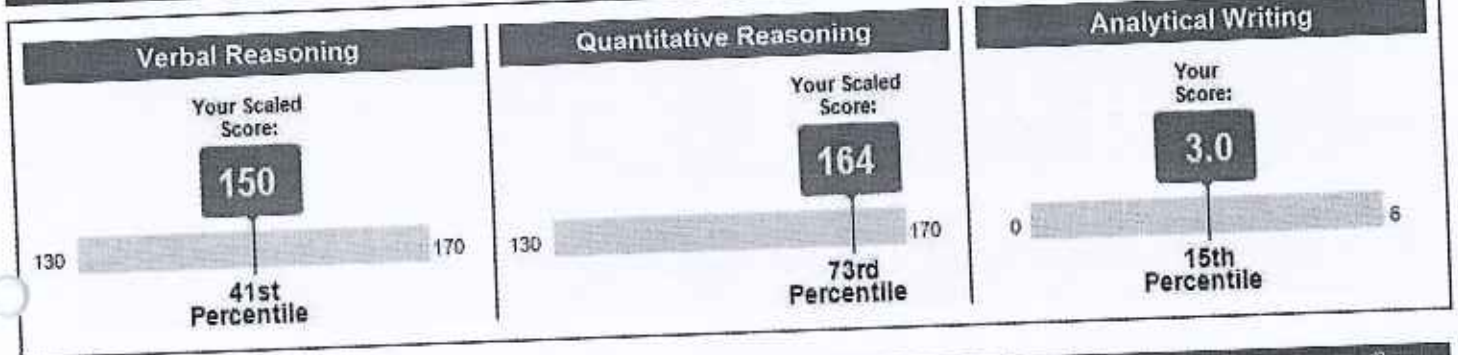 Verbal Reasoning
Your Scaled
Score:
150
130
170
41st
Percentile
Quantitative Reasoning
Your Scaled
Score:
164
130
170
73rd
Percentile
Analytical Writing
Your
Score:
3.0
0
6
15th
Percentile